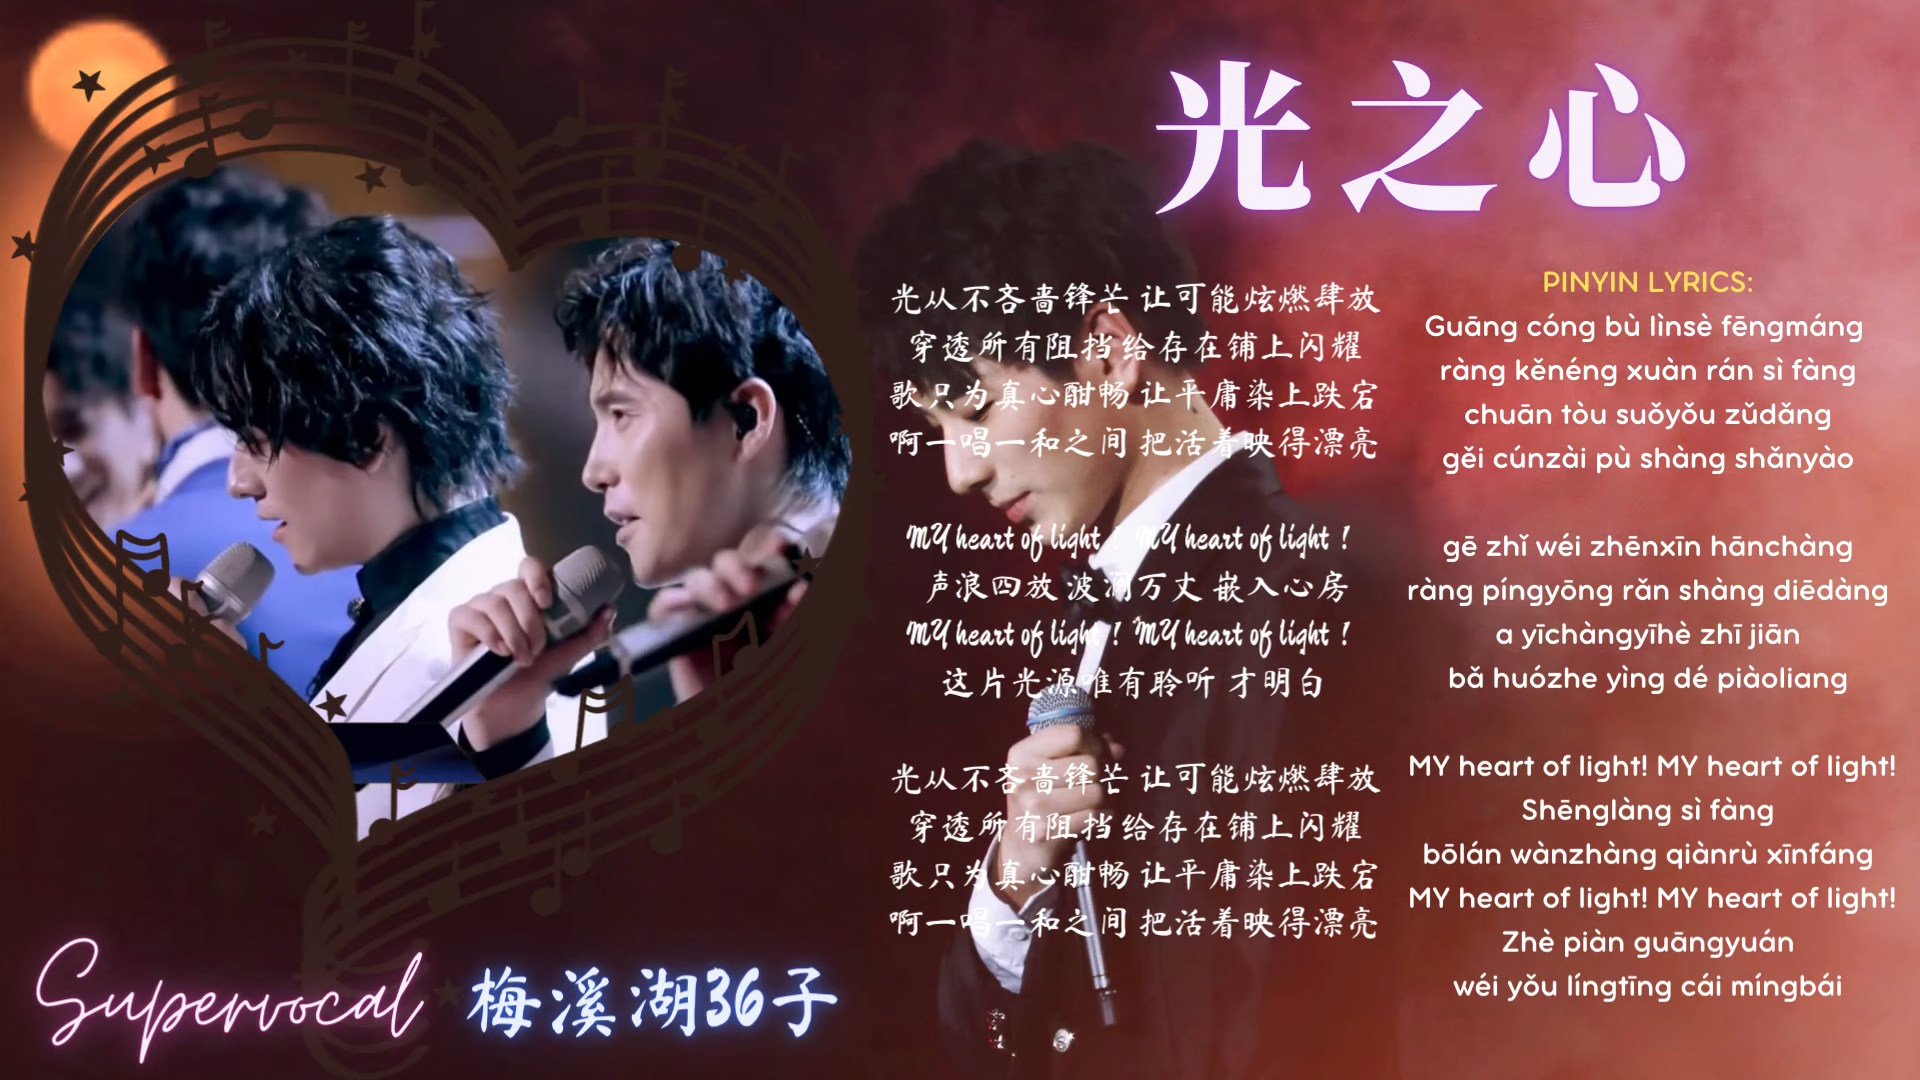 光之心
光从不吝啬锋芒 让可能炫燃肆放
穿透所有阻挡 给存在铺上闪耀
歌只为真心酣畅 让平庸染上跌宕
啊一唱一和之间 把活着映得漂亮
MY heart of light！ MY heart of light！
声浪四放 波澜万丈 嵌入心房
MY heart of light！ MY heart of light！
这片光源唯有聆听 才明白
光从不吝啬锋芒 让可能炫燃肆放
穿透所有阻挡 给存在铺上闪耀
歌只为真心酣畅 让平庸染上跌宕
啊一唱一和之间 把活着映得漂亮
PINYIN LYRICS:
Guāng cóng bù lìnsè fēngmáng
ràng kěnéng xuàn rán sì fàng
chuān tòu suǒyǒu zǔdǎng
gěi cúnzài pù shàng shǎnyào
gē zhǐ wéi zhēnxīn hānchàng
ràng píngyōng rǎn shàng diēdàng
a yīchàngyīhè zhī jiān
bǎ huózhe yìng dé piàoliang
MY heart of light! MY heart of light!
Shēnglàng sì fàng
bōlán wànzhàng qiànrù xīnfáng
MY heart of light! MY heart of light!
Zhè piàn guāngyuán
wéi yǒu língtīng cái míngbái
Supervocal 梅溪湖36子